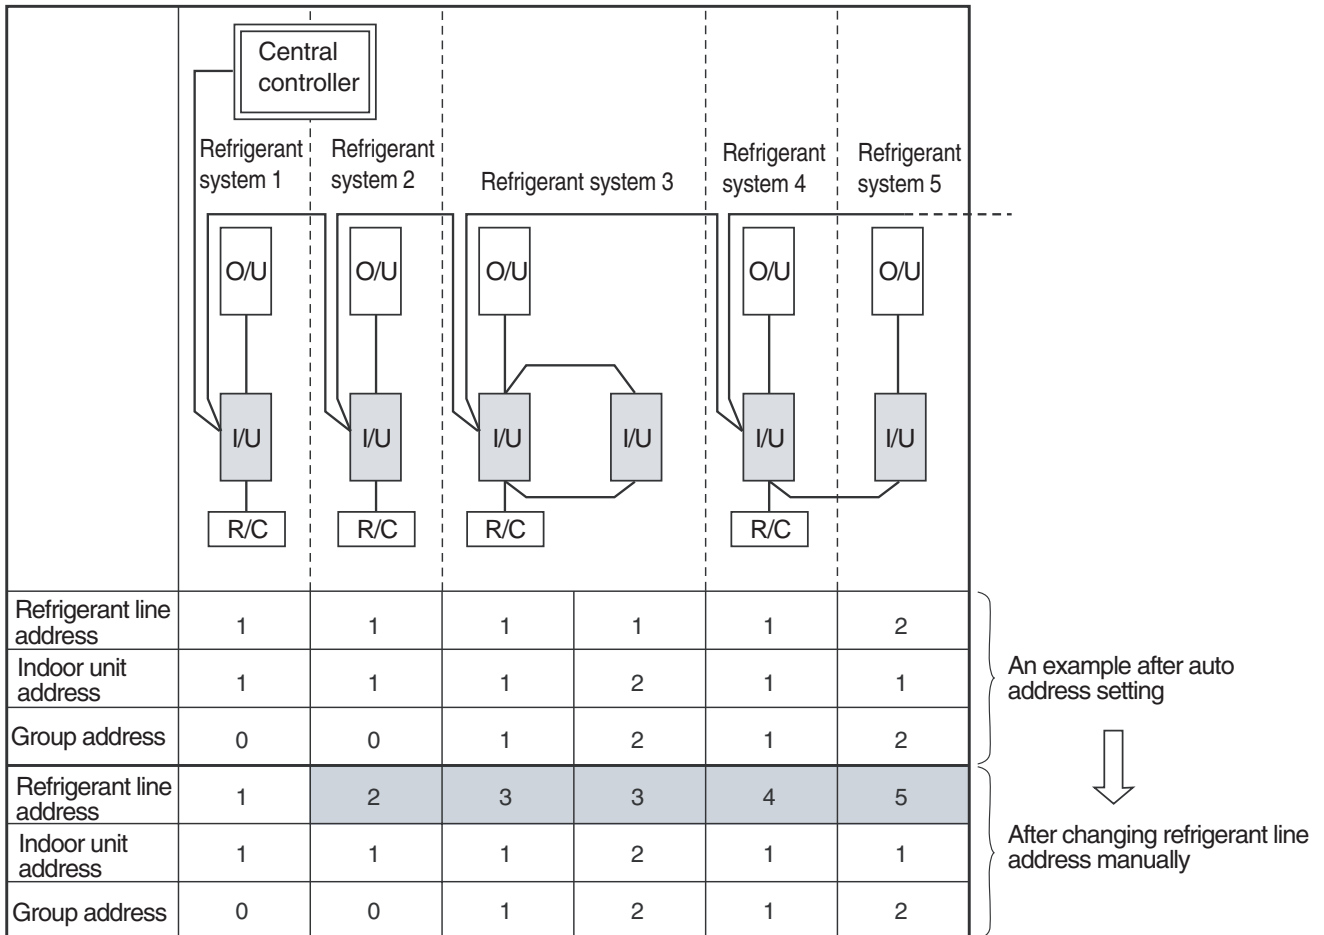 Central
controller
Refrigerant
system 1
Refrigerant
system 2
Refrigerant system 3
Refrigerant
system 4
Refrigerant
system 5
O/U O/U O/U O/U O/U
I/U I/U I/U I/U I/U I/U
R/C R/C R/C R/C
Refrigerant line
address
1 1 1 1 1 2
Indoor unit
address
1 1 1 2 1 1
Group address 0 0 1 2 1 2
An example after auto
address setting
Refrigerant line
address
1 2 3 3 4 5
Indoor unit
address
1 1 1 2 1 1
Group address 0 0 1 2 1 2
After changing refrigerant line
address manually